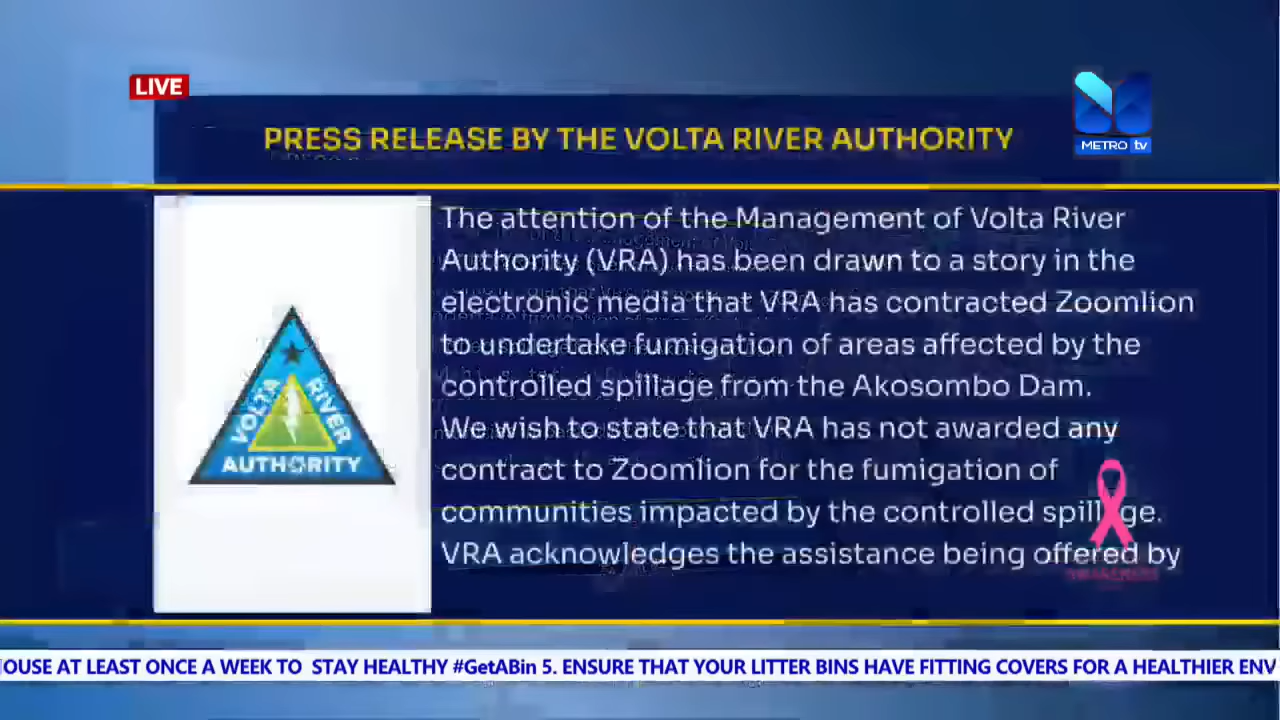 LIVE
PRESS RELEASE BY THE VOLTA RIVER AUTHORITY
METRO tv
The attention of the Management of Volta River
Authority (VRA) has been drawn to a story in the
electronic media that VRA has contracted Zoomlion
to undertake fumigation of areas affected by the
controlled spillage from the Akosombo Dam.
We wish to state that VRA has not awarded any
contract to Zoomlion for the fumigation of
communities impacted by the controlled spillage.
VRA acknowledges the assistance being offered by
VOLTA RIVER
AUTHORITY
OUSE AT LEAST ONCE A WEEK TO STAY HEALTHY #GetABin 5. ENSURE THAT YOUR LITTER BINS HAVE FITTING COVERS FOR A HEALTHIER ENV